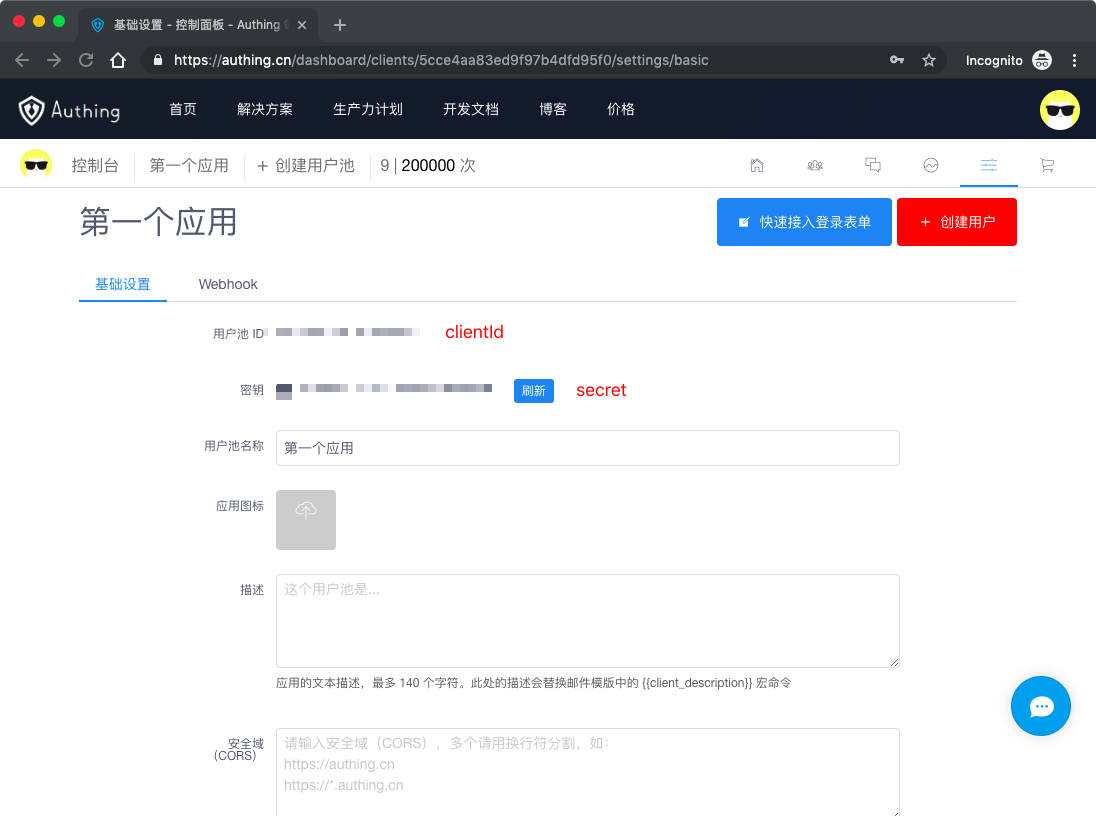 基础设置 - 控制面板 - Authing
https://authing.cn/dashboard/clients/5cce4aa83ed9f97b4dfd95f0/settings/basic
Incognito
Authing
首页
解决方案
生产力计划
开发文档
博客
价格
控制台
第一个应用
+ 创建用户池
9 | 200000 次
第一个应用
快速接入登录表单
+ 创建用户
基础设置
Webhook
用户池 ID
clientId
密钥
刷新
secret
用户池名称
第一个应用
应用图标
描述
这个用户池是...
应用的文本描述，最多 140 个字符。此处的描述会替换邮件模版中的 {{client_description}} 宏命令
安全域
(CORS)
请输入安全域（CORS），多个请用换行符分割，如：
https://authing.cn
https://*.authing.cn